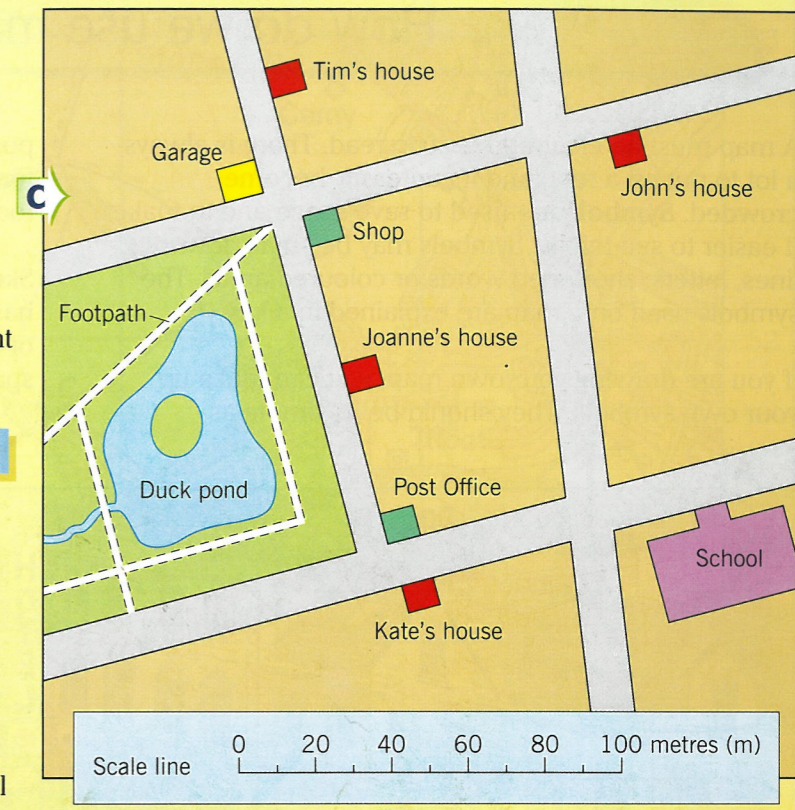 Tim's house
Garage
John's house
C
Shop
Footpath
Joanne's house
Duck pond
Post Office
School
Kate's house
Scale line
0 20 40 60 80 100 metres (m)